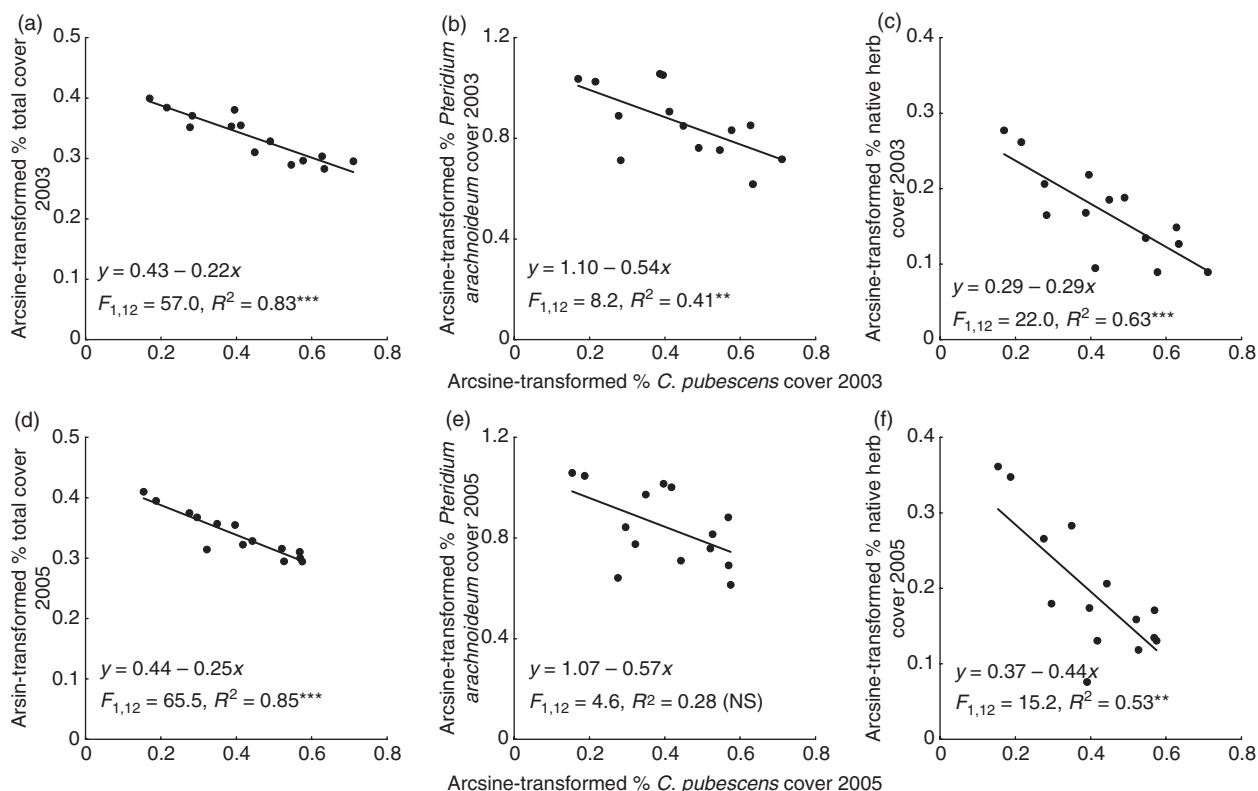 (a)
Arcsine-transformed % total cover
2003
0.5
0.4
0.3
0.2
0.1
0
y = 0.43 – 0.22x
F1,12 = 57.0, R2 = 0.83***
0 0.2 0.4 0.6 0.8
(b)
Arcsine-transformed % Pteridium
arachnoideum cover 2003
1.2
0.8
0.4
0
y = 1.10 – 0.54x
F1,12 = 8.2, R2 = 0.41**
0 0.2 0.4 0.6 0.8
(c)
Arcsine-transformed % native herb
cover 2003
0.4
0.3
0.2
0.1
0
y = 0.29 – 0.29x
F1,12 = 22.0, R2 = 0.63***
0 0.2 0.4 0.6 0.8
Arcsine-transformed % C. pubescens cover 2003
(d)
Arsin-transformed % total cover
2005
0.5
0.4
0.3
0.2
0.1
0
y = 0.44 – 0.25x
F1,12 = 65.5, R2 = 0.85***
0 0.2 0.4 0.6 0.8
(e)
Arcsine-transformed % Pteridium
arachnoideum cover 2005
1.2
0.8
0.4
0
y = 1.07 – 0.57x
F1,12 = 4.6, R2 = 0.28 (NS)
0 0.2 0.4 0.6 0.8
(f)
Arcsine-transformed % native herb
cover 2005
0.4
0.3
0.2
0.1
0
y = 0.37 – 0.44x
F1,12 = 15.2, R2 = 0.53**
0 0.2 0.4 0.6 0.8
Arcsine-transformed % C. pubescens cover 2005